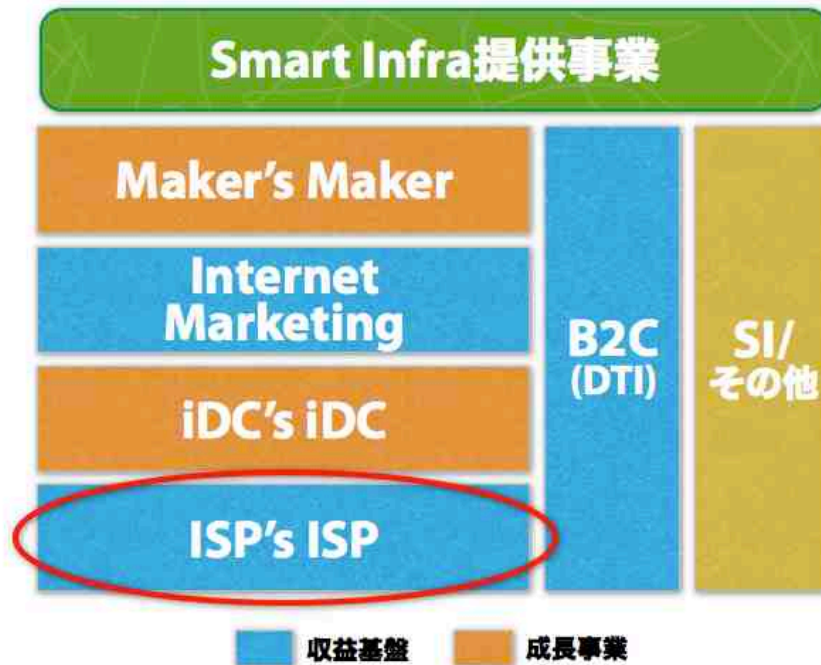 Smart Infra提供事業
Maker's Maker
Internet
Marketing
iDC's iDC
ISP's ISP
B2C
(DTI)
SI/
その他
収益基盤
成長事業